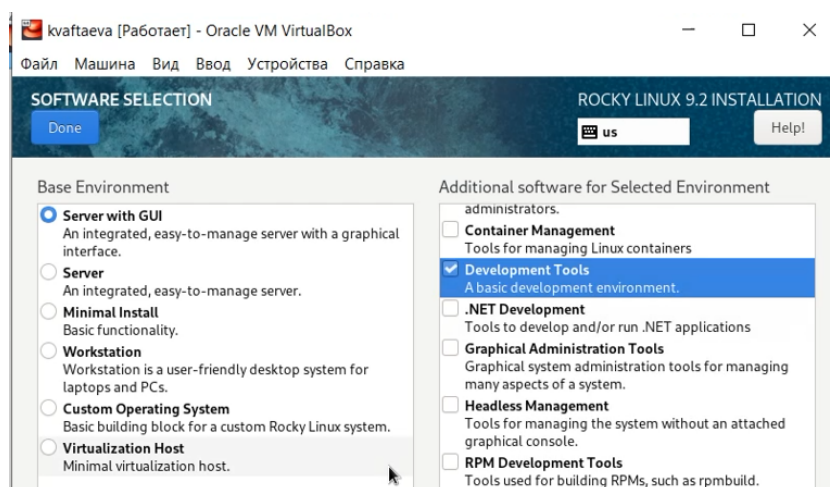 kvaftaeva [Работает] - Oracle VM VirtualBox
Файл Машина Вид Ввод Устройства Справка
SOFTWARE SELECTION
Done
ROCKY LINUX 9.2 INSTALLATION
us
Help!
Base Environment
Server with GUI
An integrated, easy-to-manage server with a graphical
interface.
Server
An integrated, easy-to-manage server.
Minimal Install
Basic functionality.
Workstation
Workstation is a user-friendly desktop system for
laptops and PCs.
Custom Operating System
Basic building block for a custom Rocky Linux system.
Virtualization Host
Minimal virtualization host.
Additional software for Selected Environment
administrators.
Container Management
Tools for managing Linux containers
Development Tools
A basic development environment.
.NET Development
Tools to develop and/or run .NET applications
Graphical Administration Tools
Graphical system administration tools for managing
many aspects of a system.
Headless Management
Tools for managing the system without an attached
graphical console.
RPM Development Tools
Tools used for building RPMs, such as rpmbuild.